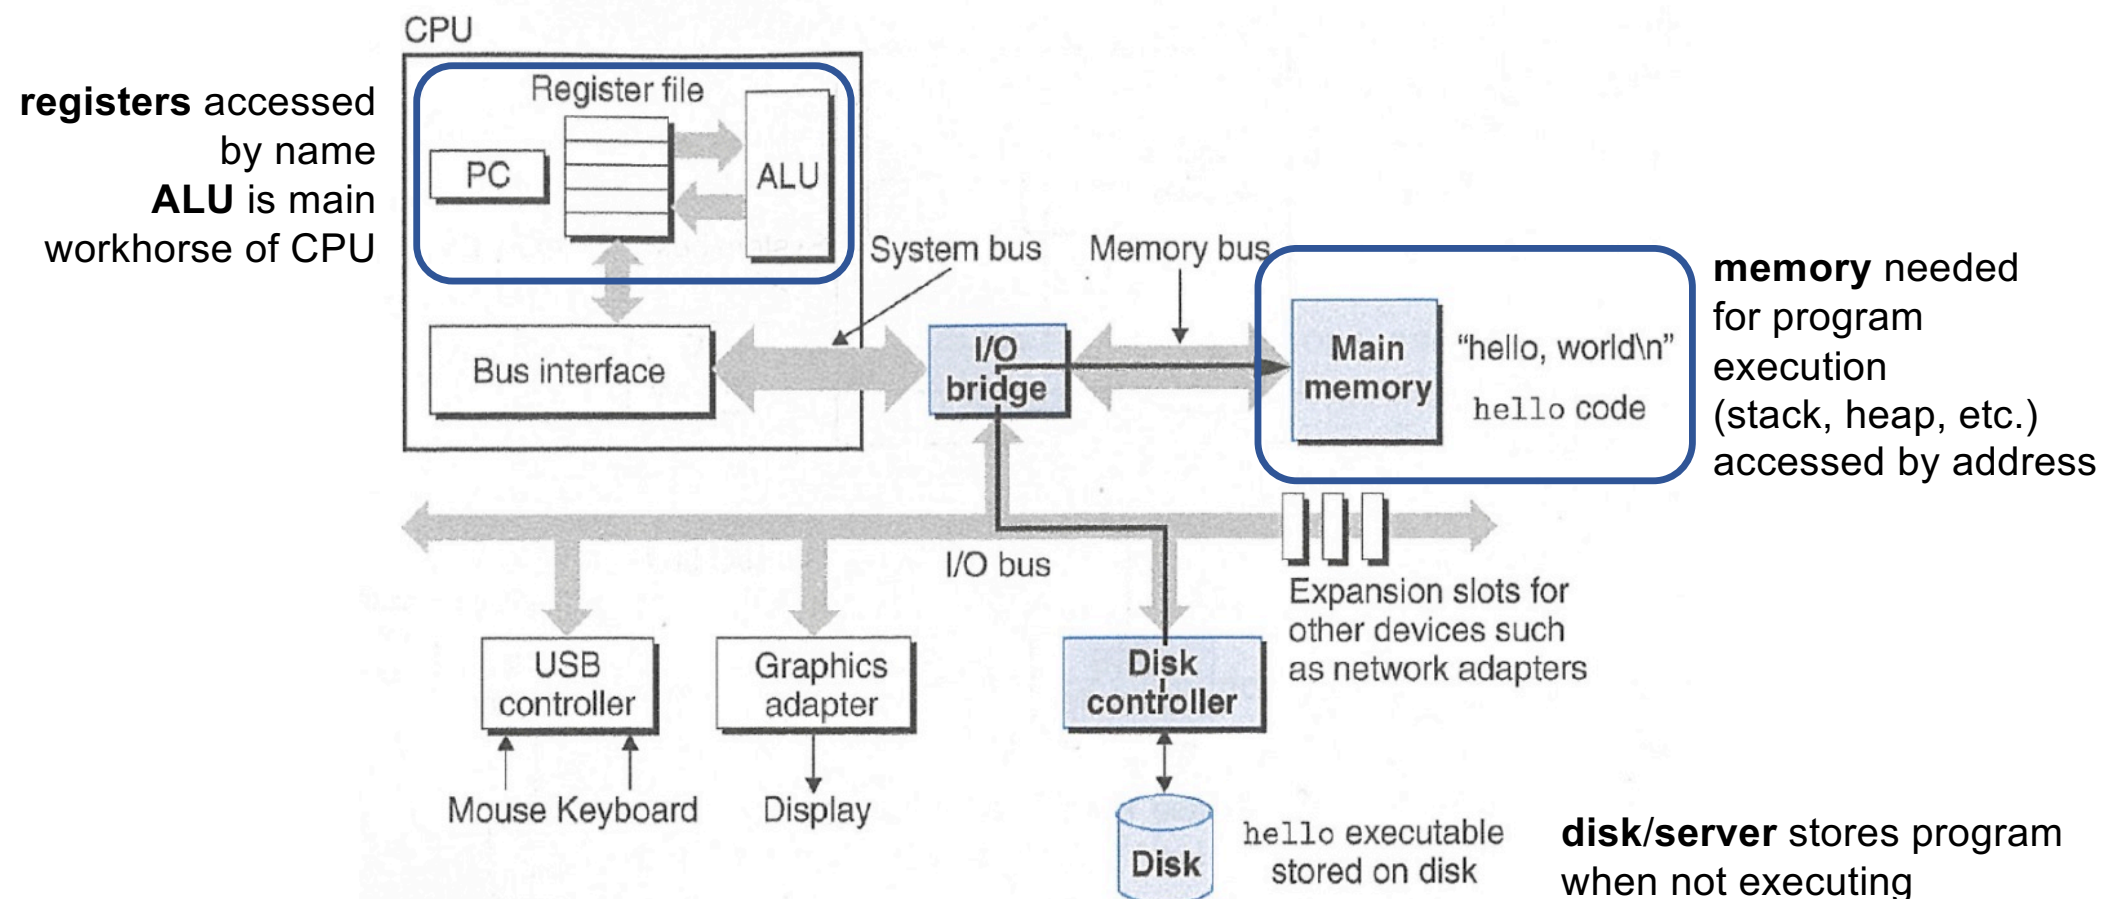 CPU
registers accessed
by name
ALU is main
workhorse of CPU
Register file
PC
ALU
System bus
Memory bus
Bus interface
I/O
bridge
Main
memory
“hello, world\n”
hello code
memory needed
for program
execution
(stack, heap, etc.)
accessed by address
I/O bus
Expansion slots for
other devices such
as network adapters
USB
controller
Graphics
adapter
Disk
controller
Mouse Keyboard
Display
Disk
hello executable
stored on disk
disk/server stores program
when not executing